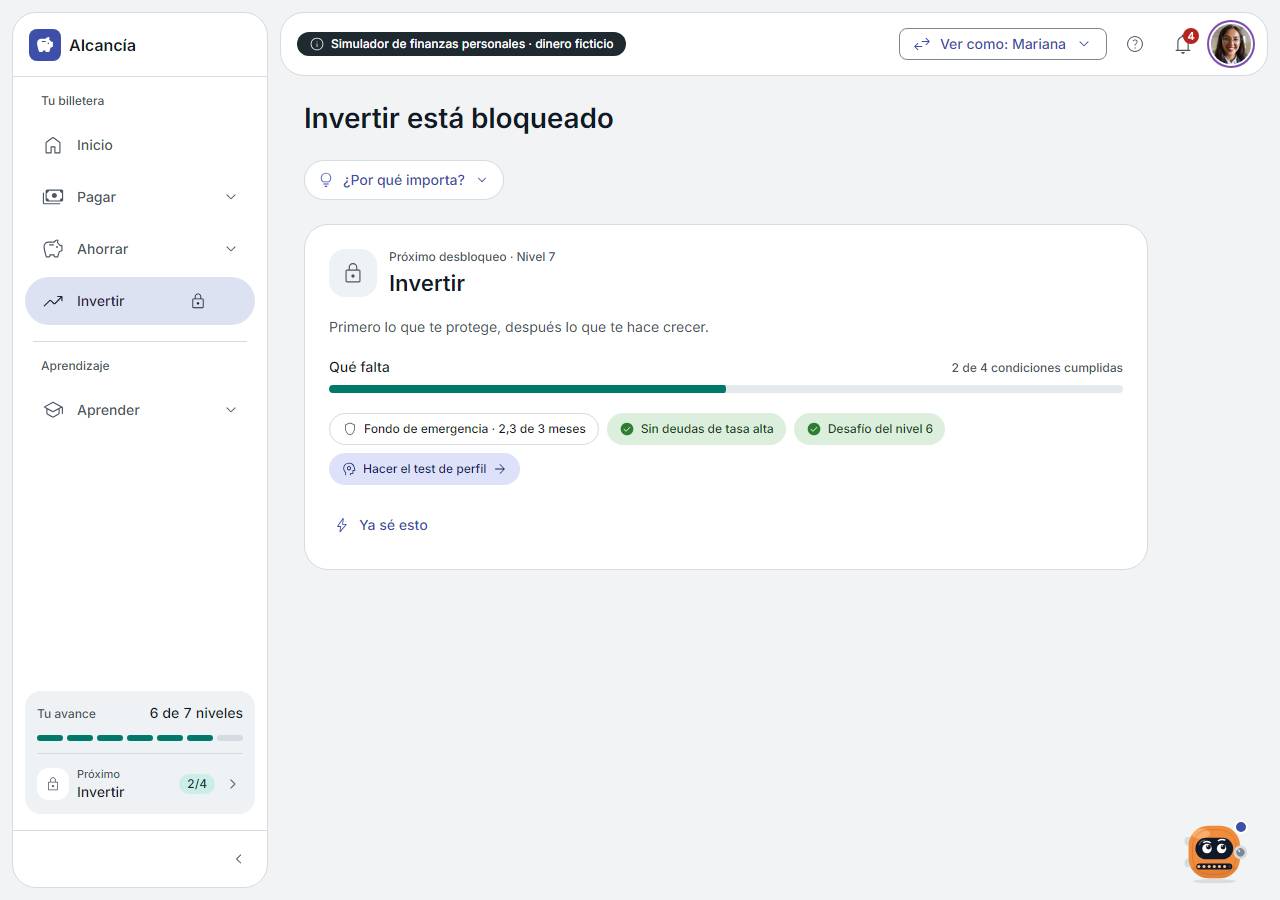 Alcancía
Simulador de finanzas personales · dinero ficticio
Ver como: Mariana
4
Tu billetera
Inicio
Pagar
Ahorrar
Invertir
Aprendizaje
Aprender
Tu avance
6 de 7 niveles
Próximo
Invertir
2/4
Invertir está bloqueado
¿Por qué importa?
Próximo desbloqueo · Nivel 7
Invertir
Primero lo que te protege, después lo que te hace crecer.
Qué falta
2 de 4 condiciones cumplidas
Fondo de emergencia · 2,3 de 3 meses
Sin deudas de tasa alta
Desafío del nivel 6
Hacer el test de perfil
Ya sé esto